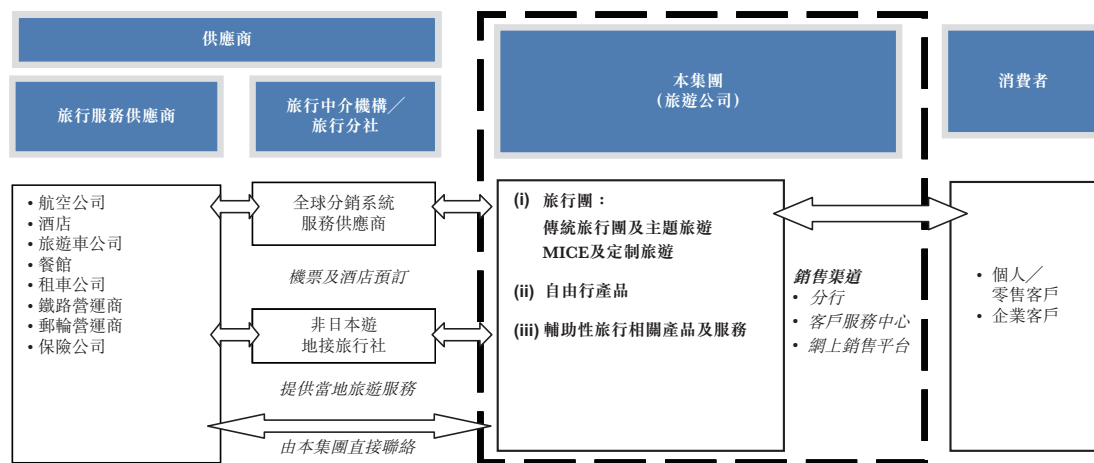 供應商
旅行服務供應商
旅行中介機構／
旅行分社
本集團
(旅遊公司)
消費者
• 航空公司
• 酒店
• 旅遊車公司
• 餐館
• 租車公司
• 鐵路營運商
• 郵輪營運商
• 保險公司
全球分銷系統
服務供應商
機票及酒店預訂
非日本遊
地接旅行社
提供當地旅遊服務
由本集團直接聯絡
(i) 旅行團：
傳統旅行團及主題旅遊
MICE及定制旅遊
(ii) 自由行產品
(iii) 輔助性旅行相關產品及服務
銷售渠道
• 分行
• 客戶服務中心
• 網上銷售平台
• 個人／
零售客戶
• 企業客戶